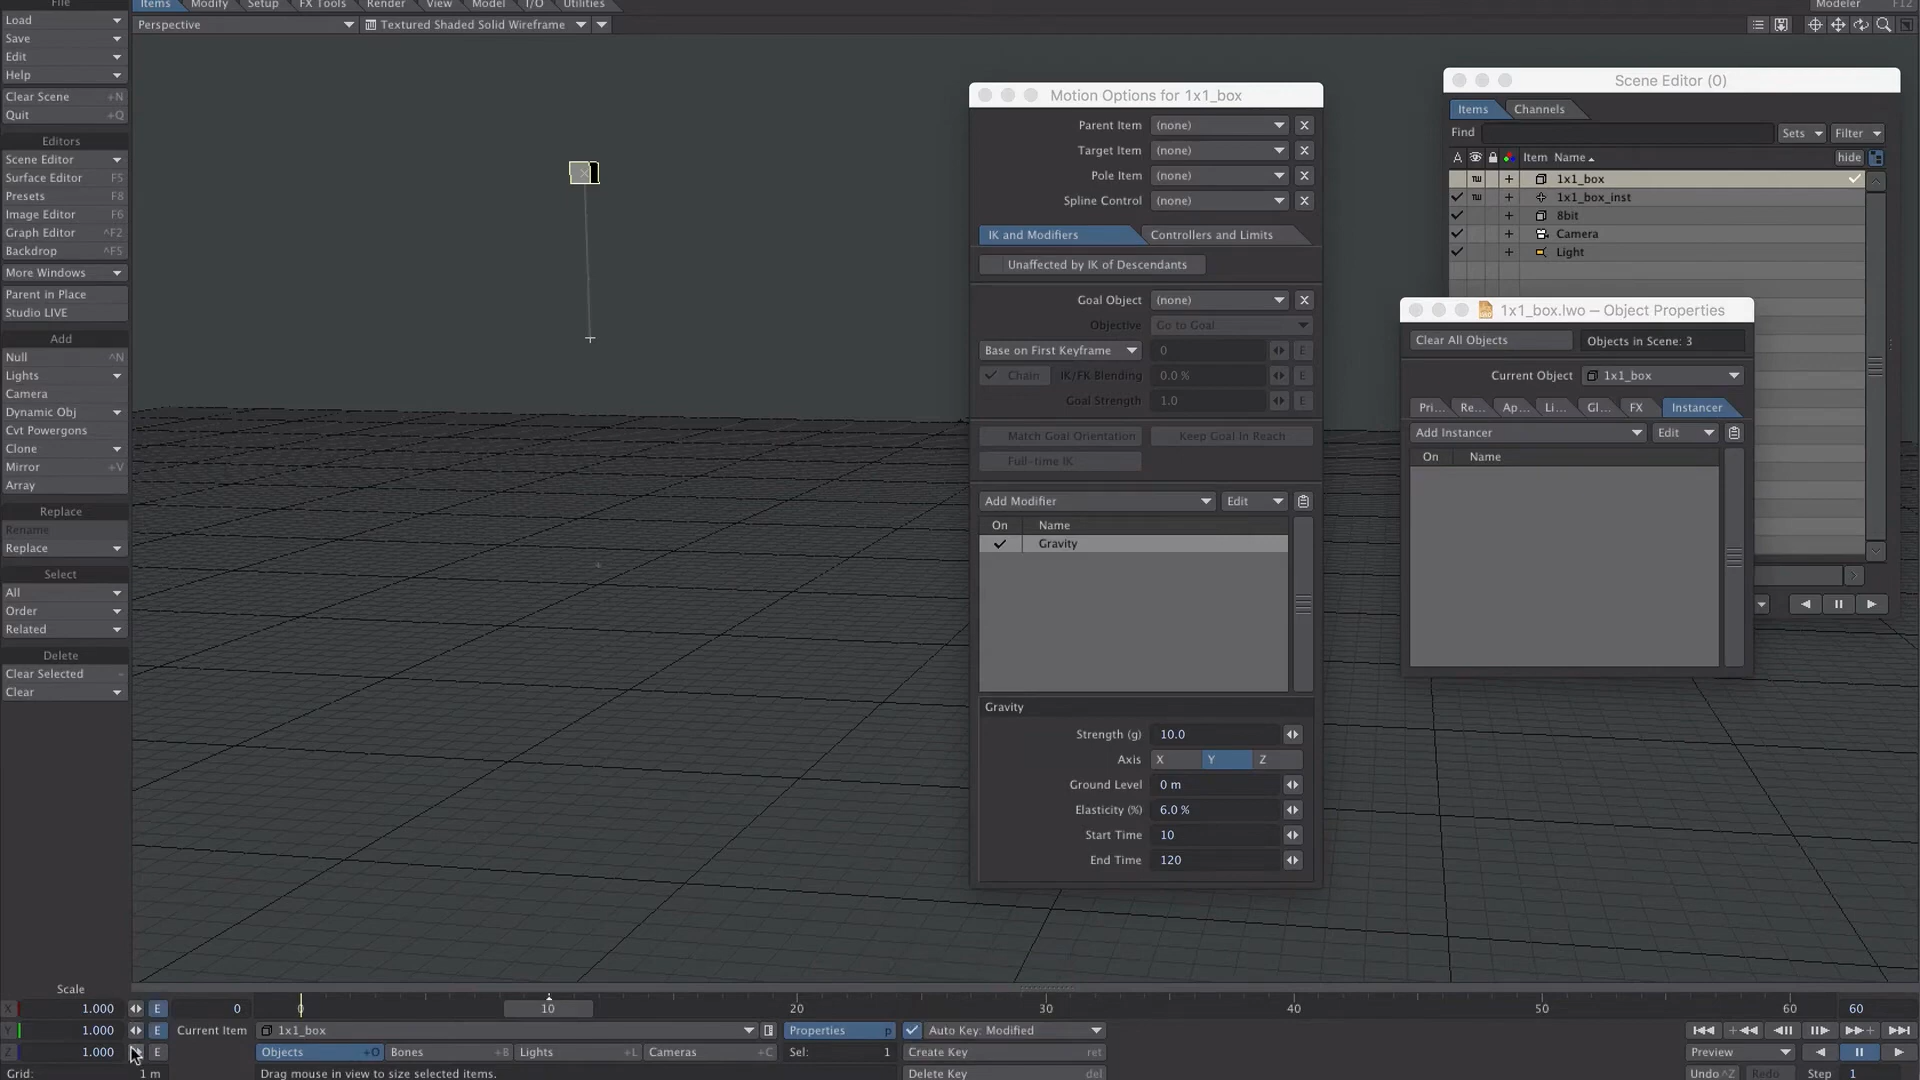 File
Items Modify Setup FX Tools Render View Model I/O Utilities
Modeler F12
Load
Save
Edit
Help
Clear Scene +N
Quit +Q
Editors
Scene Editor
Surface Editor F5
Presets F8
Image Editor F6
Graph Editor ^F2
Backdrop ^F5
More Windows
Parent in Place
Studio LIVE
Add
Null ^N
Lights
Camera
Dynamic Obj
Cvt Powergons
Clone
Mirror +V
Array
Replace
Rename
Replace
Select
All
Order
Related
Delete
Clear Selected -
Clear
Perspective
Textured Shaded Solid Wireframe
Motion Options for 1x1_box
Parent Item (none) X
Target Item (none) X
Pole Item (none) X
Spline Control (none) X
IK and Modifiers Controllers and Limits
Unaffected by IK of Descendants
Goal Object (none) X
Objective Go to Goal
Base on First Keyframe 0 E
Chain IK/FK Blending 0.0 % E
Goal Strength 1.0 E
Match Goal Orientation Keep Goal In Reach
Full-time IK
Add Modifier Edit
On Name
Gravity
Gravity
Strength (g) 10.0
Axis X Y Z
Ground Level 0 m
Elasticity (%) 6.0 %
Start Time 10
End Time 120
Scene Editor (0)
Items Channels
Find Sets Filter
A Item Name hide
+ 1x1_box
+ 1x1_box_inst
+ 8bit
+ Camera
+ Light
1x1_box.lwo — Object Properties
Clear All Objects Objects in Scene: 3
Current Object 1x1_box
Pri... Re... Ap... Li... Gl... FX Instancer
Add Instancer Edit
On Name
Scale
X 1.000 E 0 0 10 20 30 40 50 60 60
Y 1.000 E Current Item 1x1_box Properties p Auto Key: Modified
Z 1.000 E Objects +O Bones +B Lights +L Cameras +C Sel: 1 Create Key ret Preview
Grid: 1 m Drag mouse in view to size selected items. Delete Key del Undo ^Z Redo Step 1